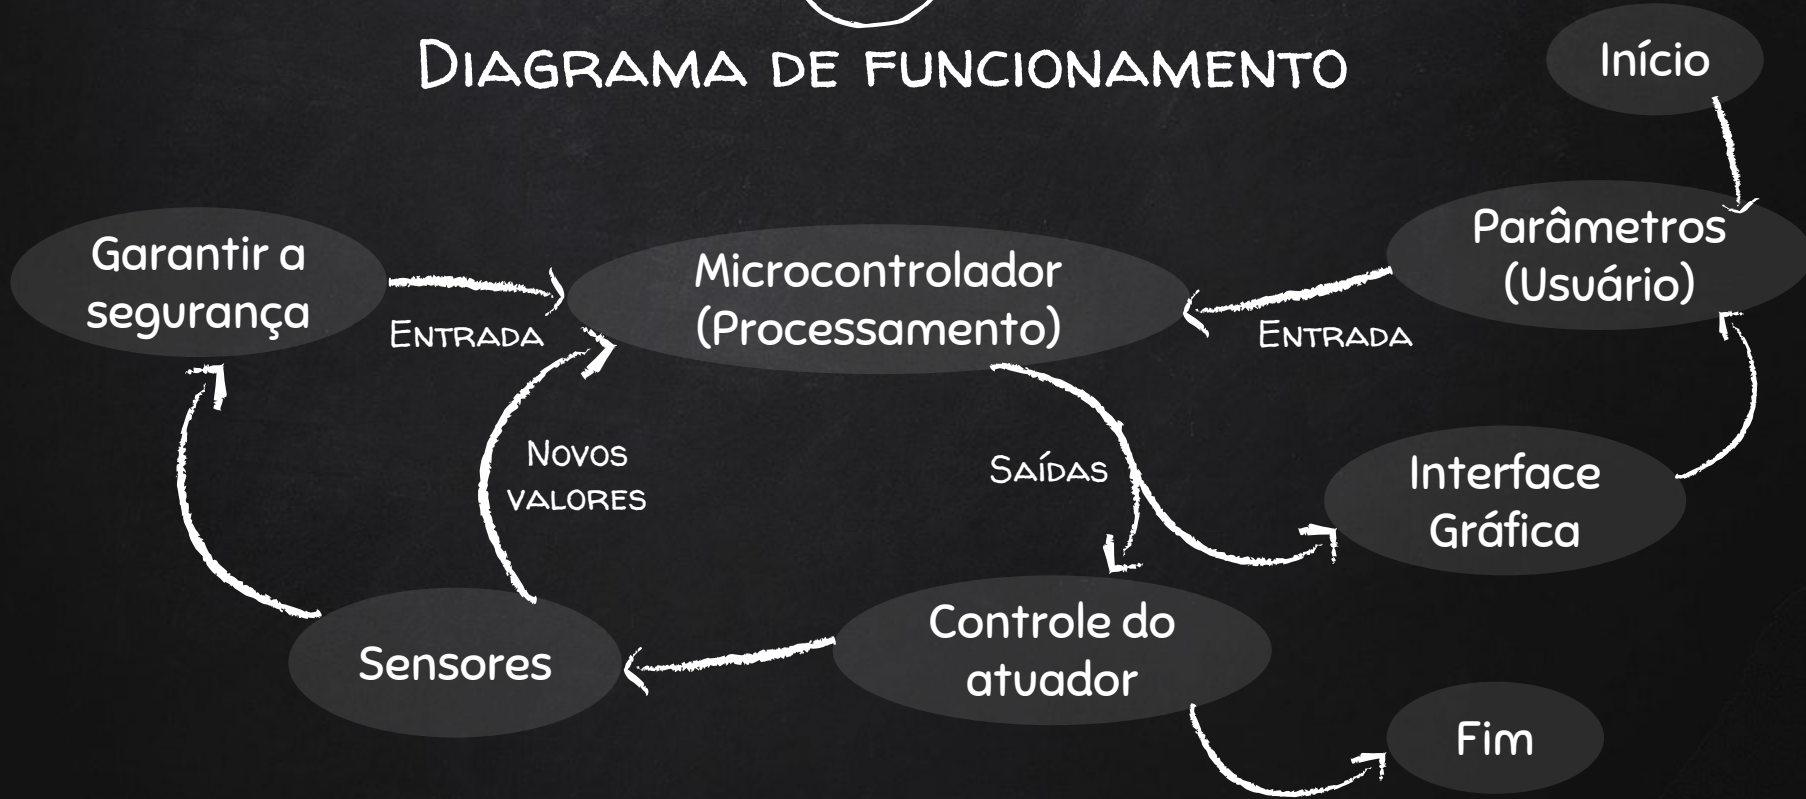 Diagrama de funcionamento
Início
Parâmetros
(Usuário)
Garantir a
segurança
Microcontrolador
(Processamento)
Entrada
Entrada
Novos
valores
Saídas
Interface
Gráfica
Controle do
atuador
Sensores
Fim